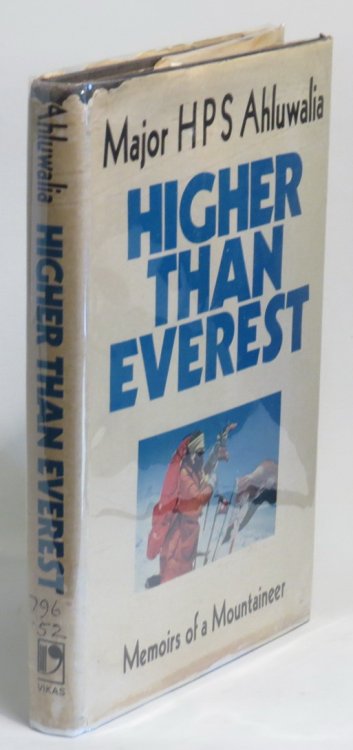 Major HPS Ahluwalia
HIGHER
THAN
EVEREST
Memoirs of a Mountaineer
Ahluwalia HIGHER THAN EVEREST
796
52
VIKAS